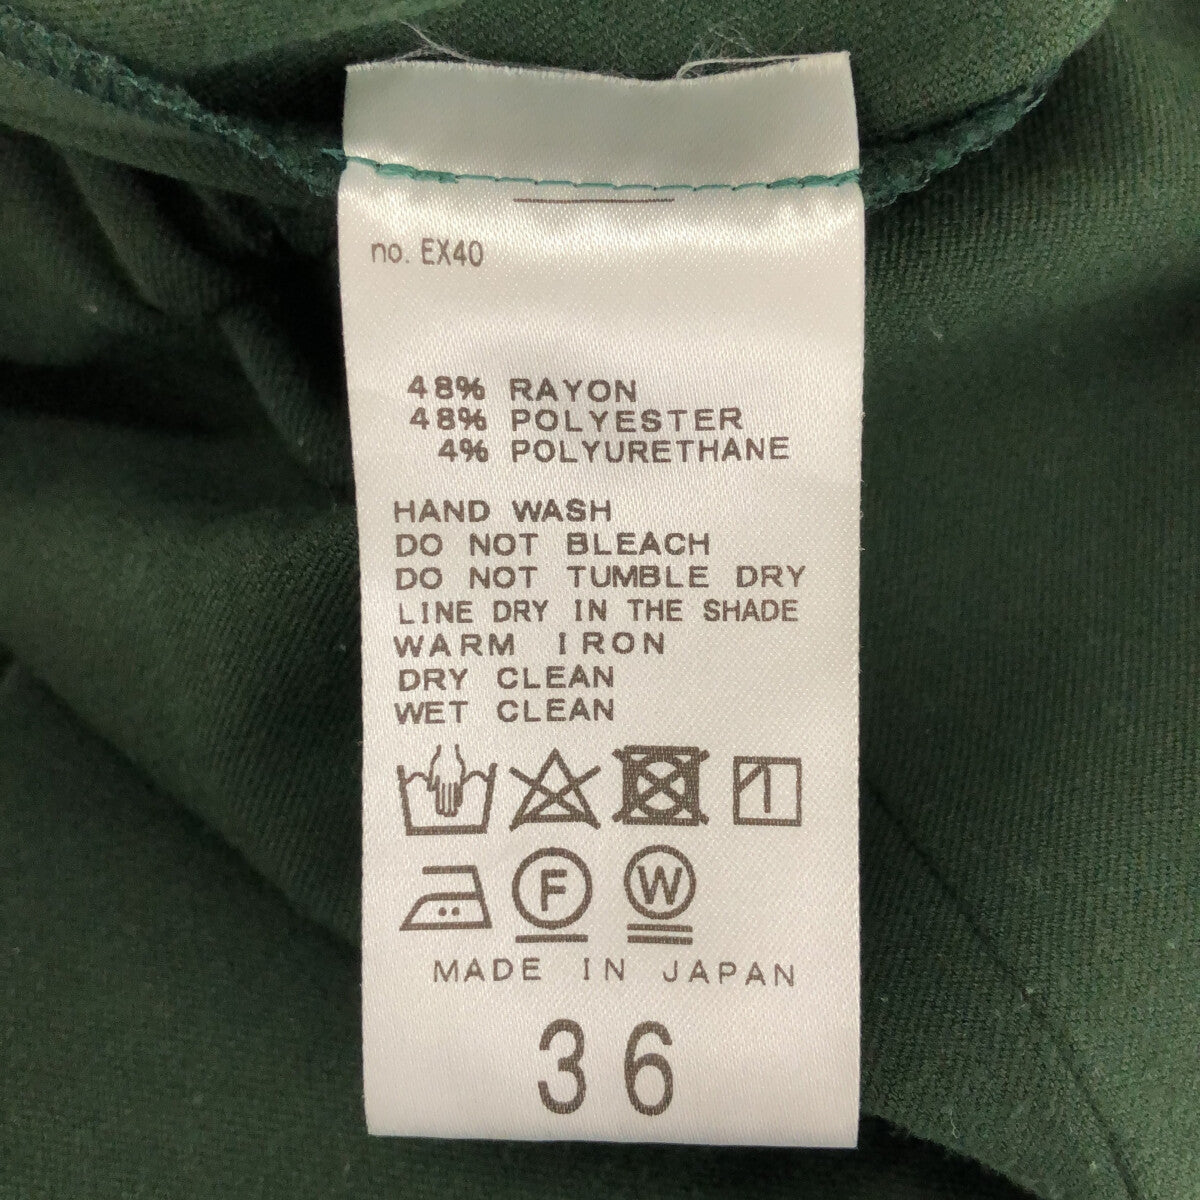 no. EX40
48% RAYON
48% POLYESTER
4% POLYURETHANE
HAND WASH
DO NOT BLEACH
DO NOT TUMBLE DRY
LINE DRY IN THE SHADE
WARM IRON
DRY CLEAN
WET CLEAN
F W
MADE IN JAPAN
36